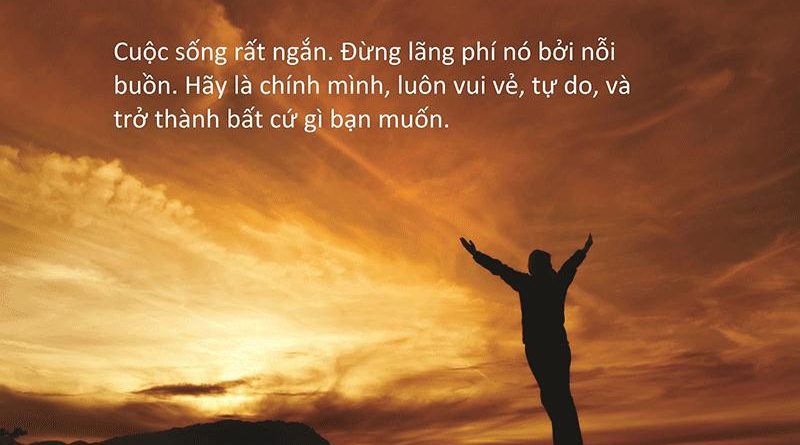 Cuộc sống rất ngắn. Đừng lãng phí nó bởi nỗi
buồn. Hãy là chính mình, luôn vui vẻ, tự do, và
trở thành bất cứ gì bạn muốn.